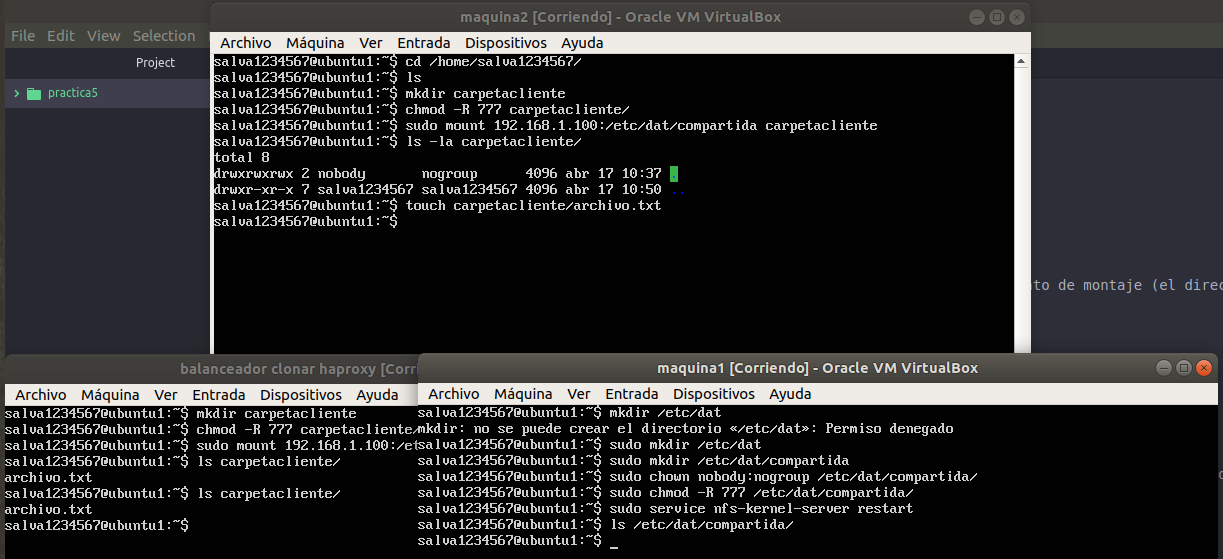 maquina2 [Corriendo] - Oracle VM VirtualBox
File Edit View Selection
Archivo Máquina Ver Entrada Dispositivos Ayuda
Project
practica5
salva1234567@ubuntu1:~$ cd /home/salva1234567/
salva1234567@ubuntu1:~$ ls
salva1234567@ubuntu1:~$ mkdir carpetacliente
salva1234567@ubuntu1:~$ chmod -R 777 carpetacliente/
salva1234567@ubuntu1:~$ sudo mount 192.168.1.100:/etc/dat/compartida carpetacliente
salva1234567@ubuntu1:~$ ls -la carpetacliente/
total 8
drwxrwxrwx 2 nobody nogroup 4096 abr 17 10:37 .
drwxr-xr-x 7 salva1234567 salva1234567 4096 abr 17 10:50 ..
salva1234567@ubuntu1:~$ touch carpetacliente/archivo.txt
salva1234567@ubuntu1:~$
to de montaje (el direc
balanceador clonar haproxy [Corri
Archivo Máquina Ver Entrada Dispositivos Ayuda
salva1234567@ubuntu1:~$ mkdir carpetacliente
salva1234567@ubuntu1:~$ chmod -R 777 carpetacliente/
salva1234567@ubuntu1:~$ sudo mount 192.168.1.100:/et
salva1234567@ubuntu1:~$ ls carpetacliente/
archivo.txt
salva1234567@ubuntu1:~$ ls carpetacliente/
archivo.txt
salva1234567@ubuntu1:~$
maquina1 [Corriendo] - Oracle VM VirtualBox
Archivo Máquina Ver Entrada Dispositivos Ayuda
salva1234567@ubuntu1:~$ mkdir /etc/dat
mkdir: no se puede crear el directorio «/etc/dat»: Permiso denegado
salva1234567@ubuntu1:~$ sudo mkdir /etc/dat
salva1234567@ubuntu1:~$ sudo mkdir /etc/dat/compartida
salva1234567@ubuntu1:~$ sudo chown nobody:nogroup /etc/dat/compartida/
salva1234567@ubuntu1:~$ sudo chmod -R 777 /etc/dat/compartida/
salva1234567@ubuntu1:~$ sudo service nfs-kernel-server restart
salva1234567@ubuntu1:~$ ls /etc/dat/compartida/
salva1234567@ubuntu1:~$ _